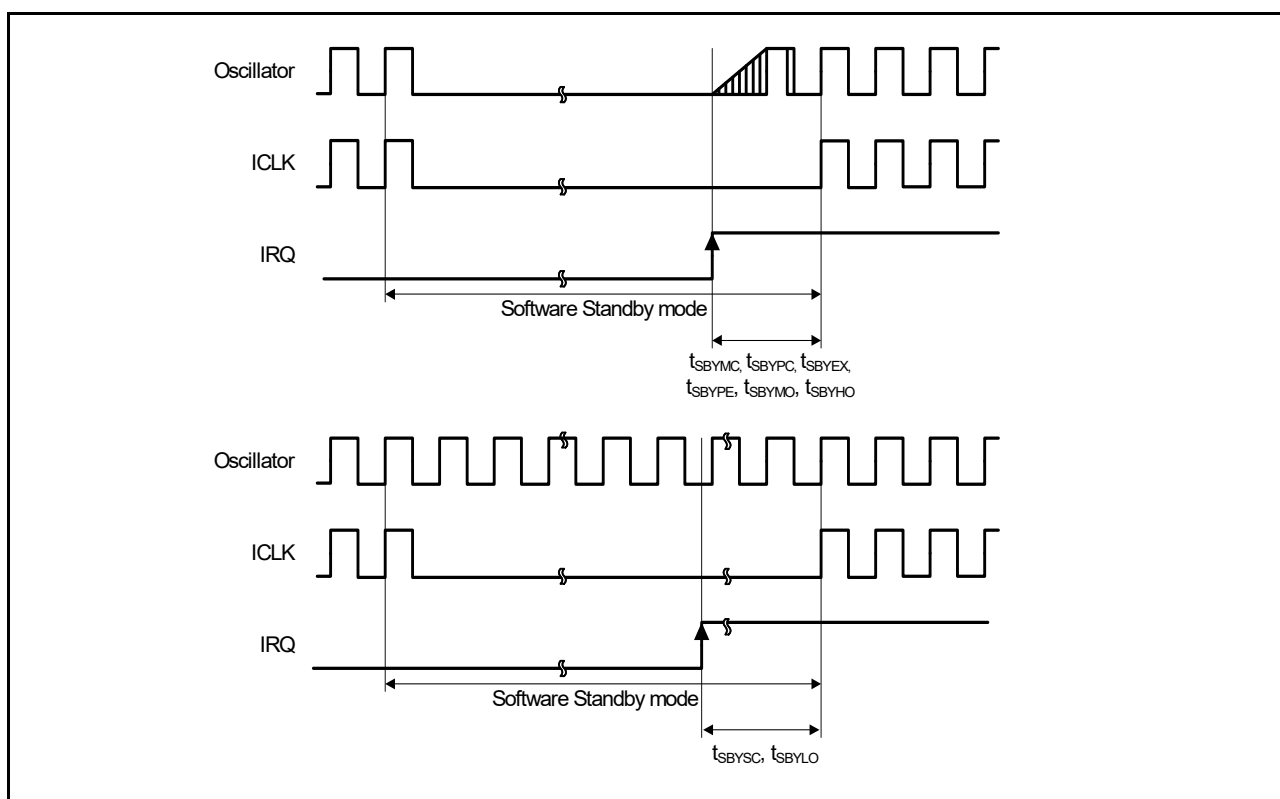 Oscillator
ICLK
IRQ
Software Standby mode
tSBYMC, tSBYPC, tSBYEX,
tSBYPE, tSBYMO, tSBYHO
Oscillator
ICLK
IRQ
Software Standby mode
tSBYSC, tSBYLO